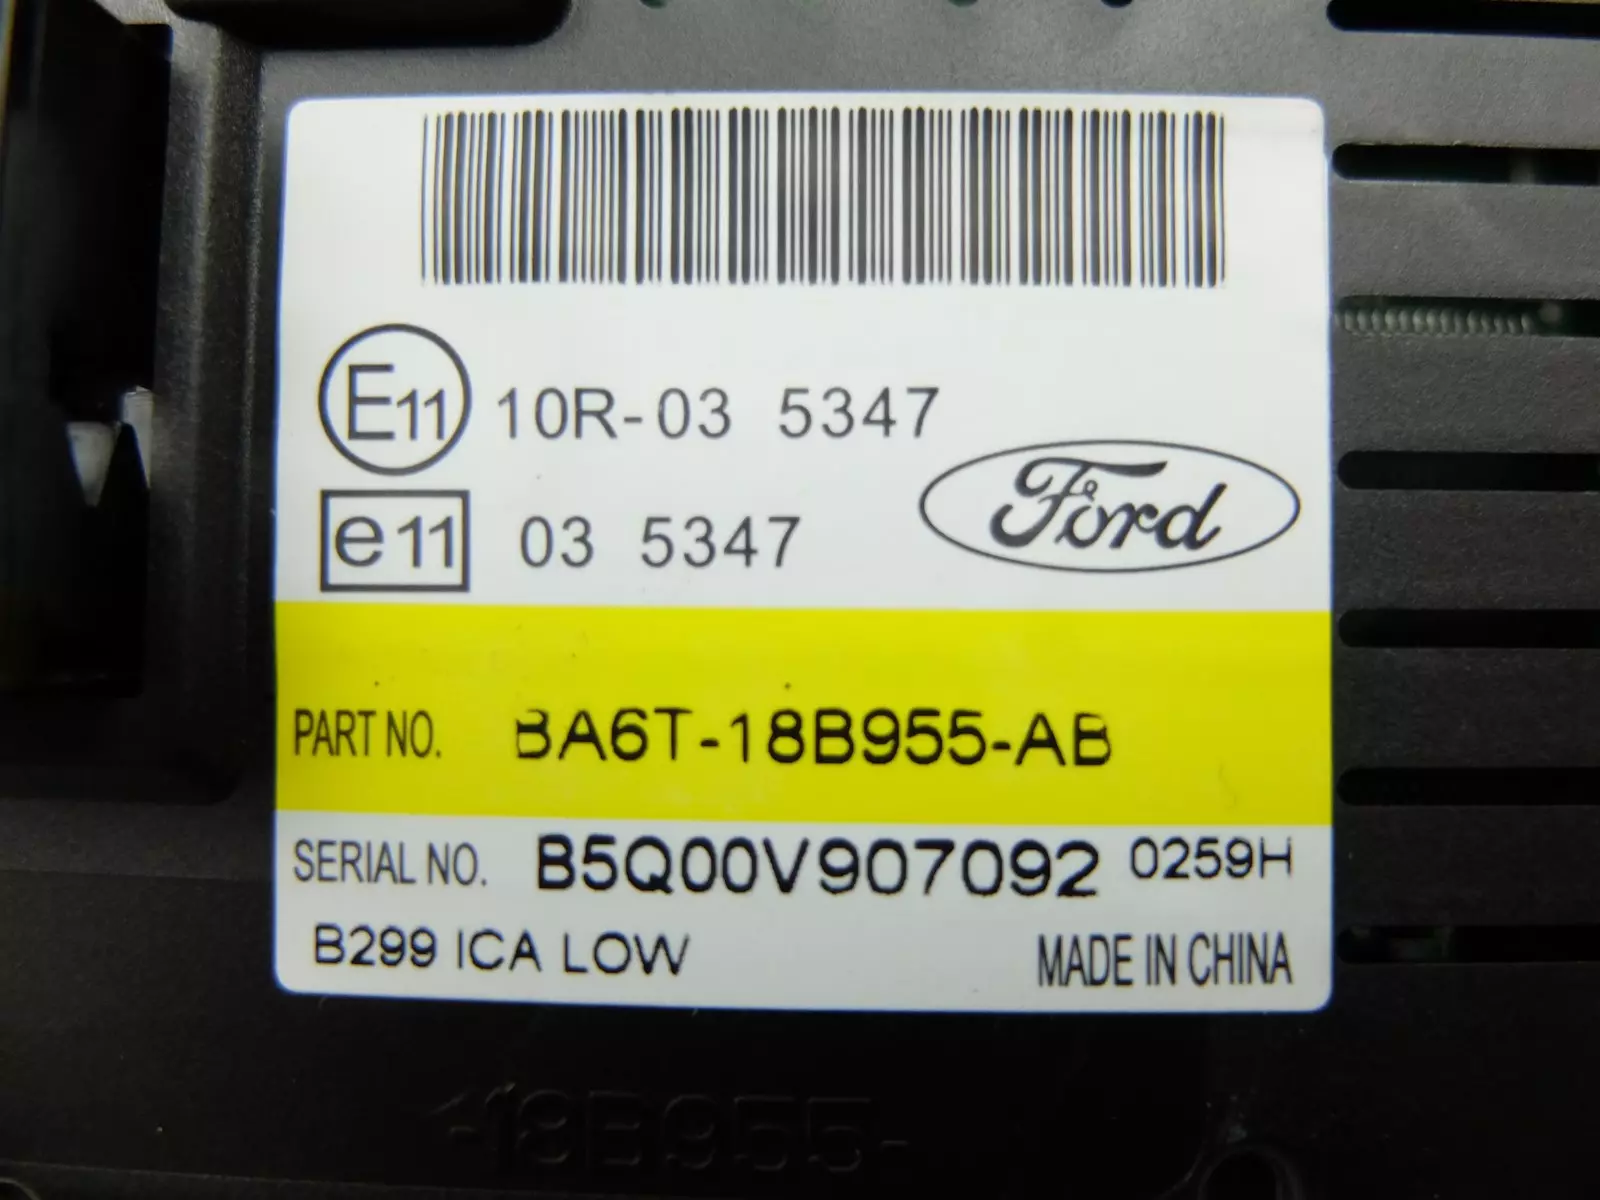 E11 10R-03 5347
Ford
e11 03 5347
PART NO. BA6T-18B955-AB
SERIAL NO. B5Q00V907092 0259H
B299 ICA LOW MADE IN CHINA
-18B955-